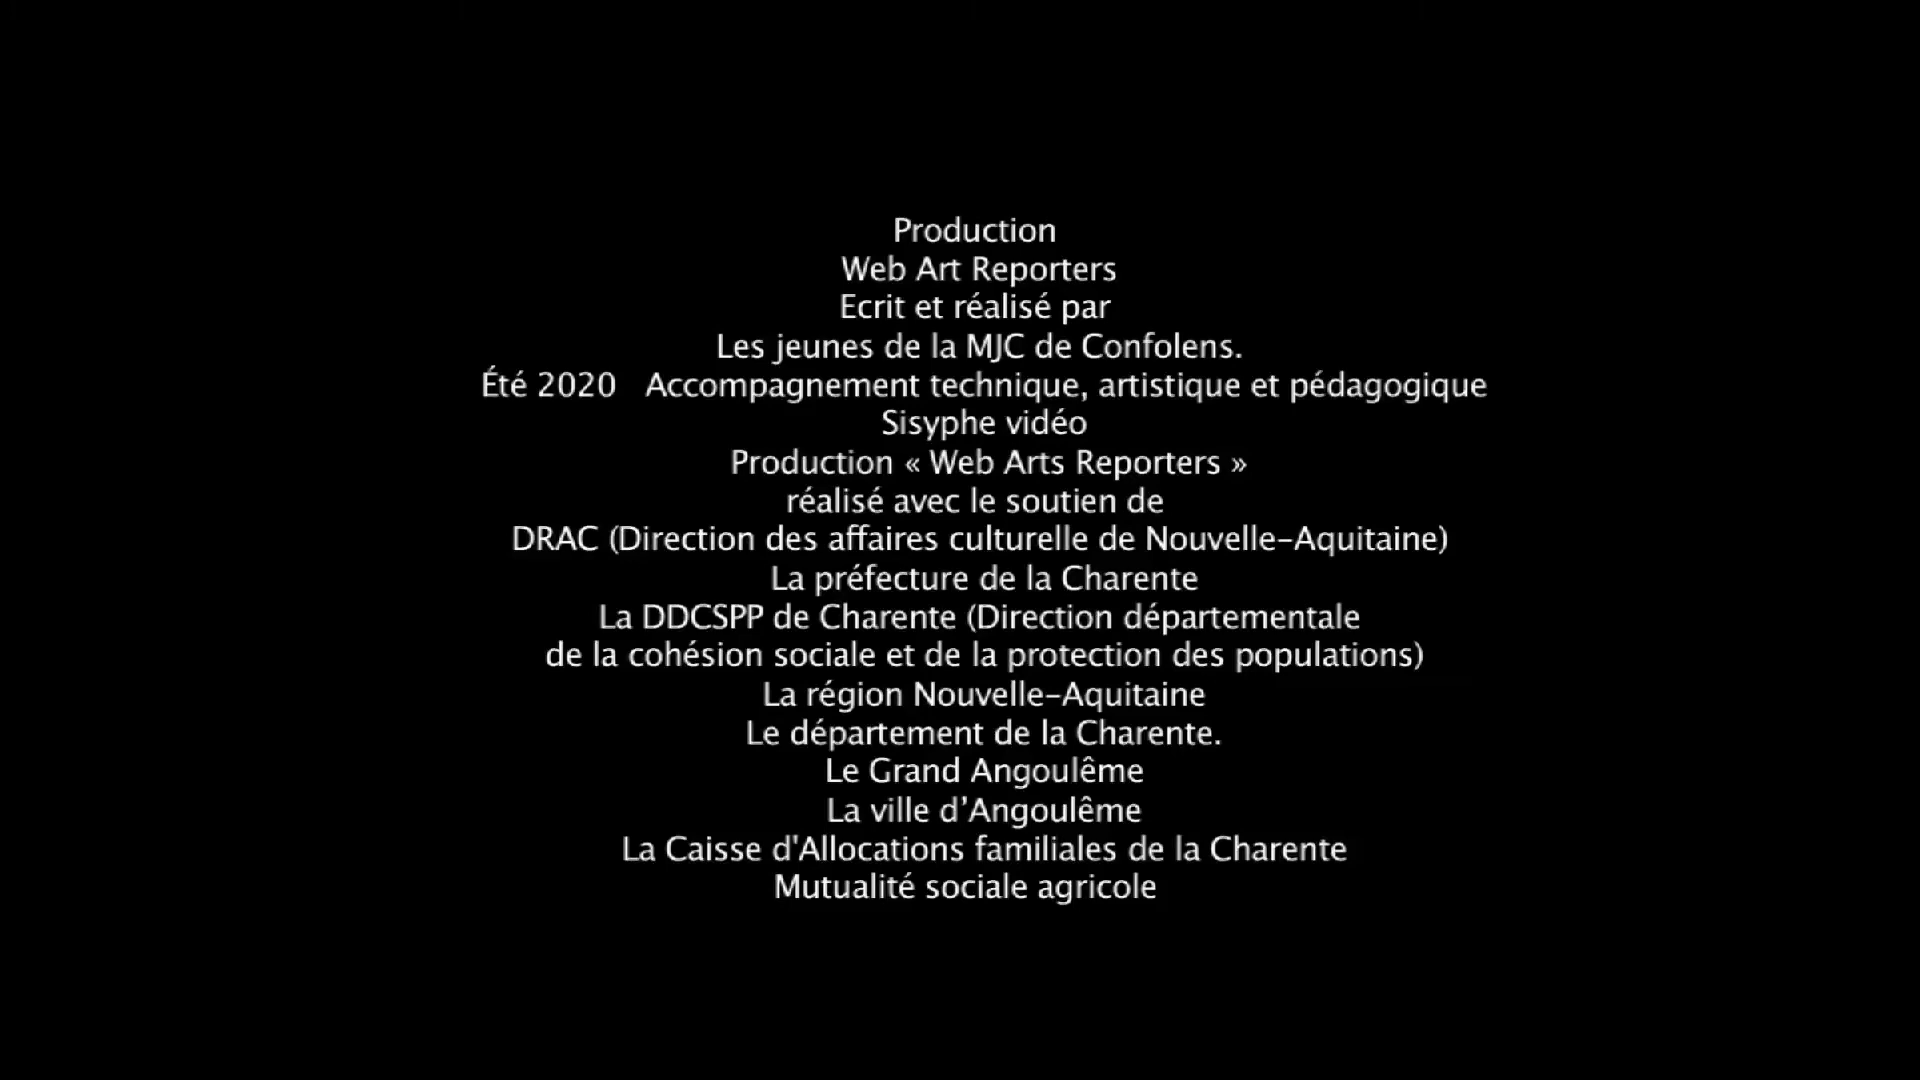 Production
Web Art Reporters
Ecrit et réalisé par
Les jeunes de la MJC de Confolens.
Été 2020   Accompagnement technique, artistique et pédagogique
Sisyphe vidéo
Production « Web Arts Reporters »
réalisé avec le soutien de
DRAC (Direction des affaires culturelle de Nouvelle-Aquitaine)
La préfecture de la Charente
La DDCSPP de Charente (Direction départementale
de la cohésion sociale et de la protection des populations)
La région Nouvelle-Aquitaine
Le département de la Charente.
Le Grand Angoulême
La ville d’Angoulême
La Caisse d'Allocations familiales de la Charente
Mutualité sociale agricole